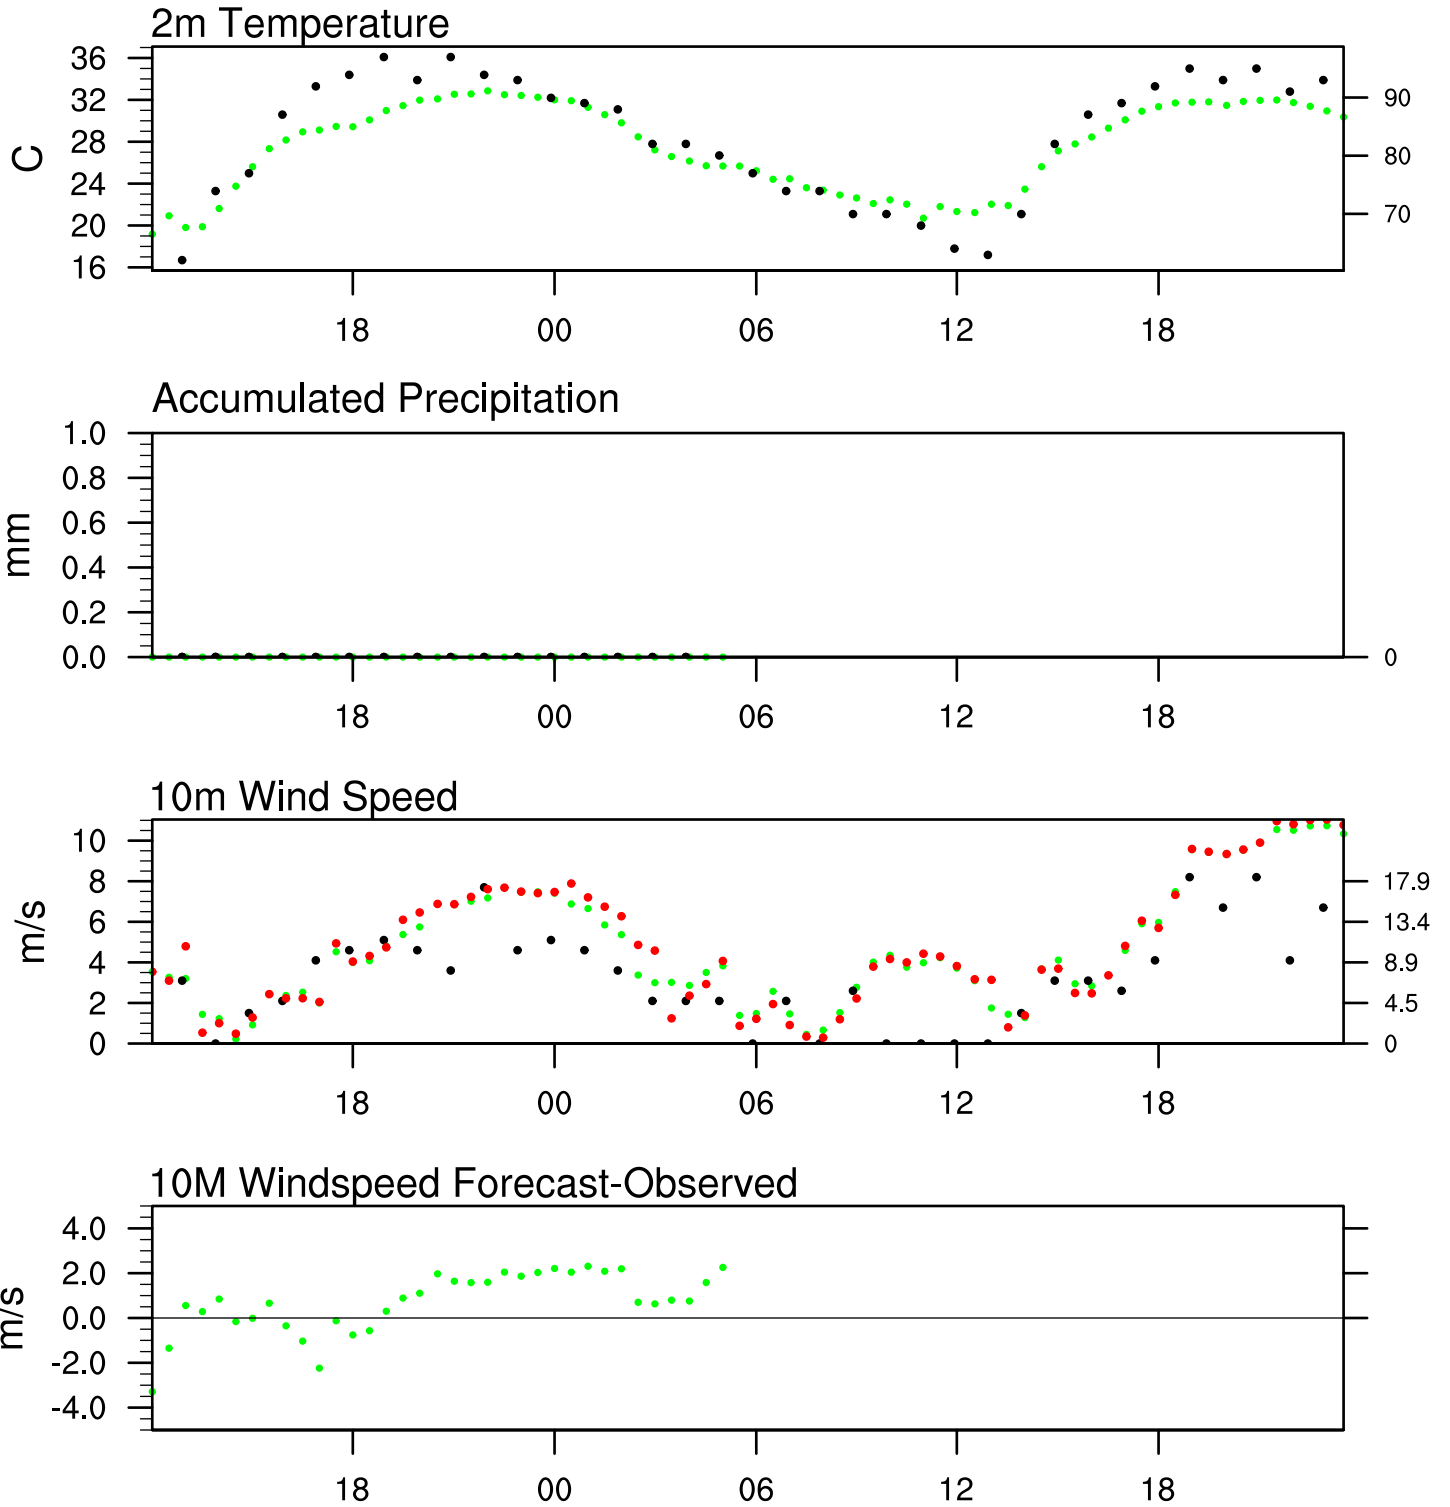 2m Temperature
36
32
28
24
20
16
C
90
80
70
18 00 06 12 18
Accumulated Precipitation
1.0
0.8
0.6
0.4
0.2
0.0
mm
0
18 00 06 12 18
10m Wind Speed
10
8
6
4
2
0
m/s
17.9
13.4
8.9
4.5
0
18 00 06 12 18
10M Windspeed Forecast-Observed
4.0
2.0
0.0
-2.0
-4.0
m/s
18 00 06 12 18